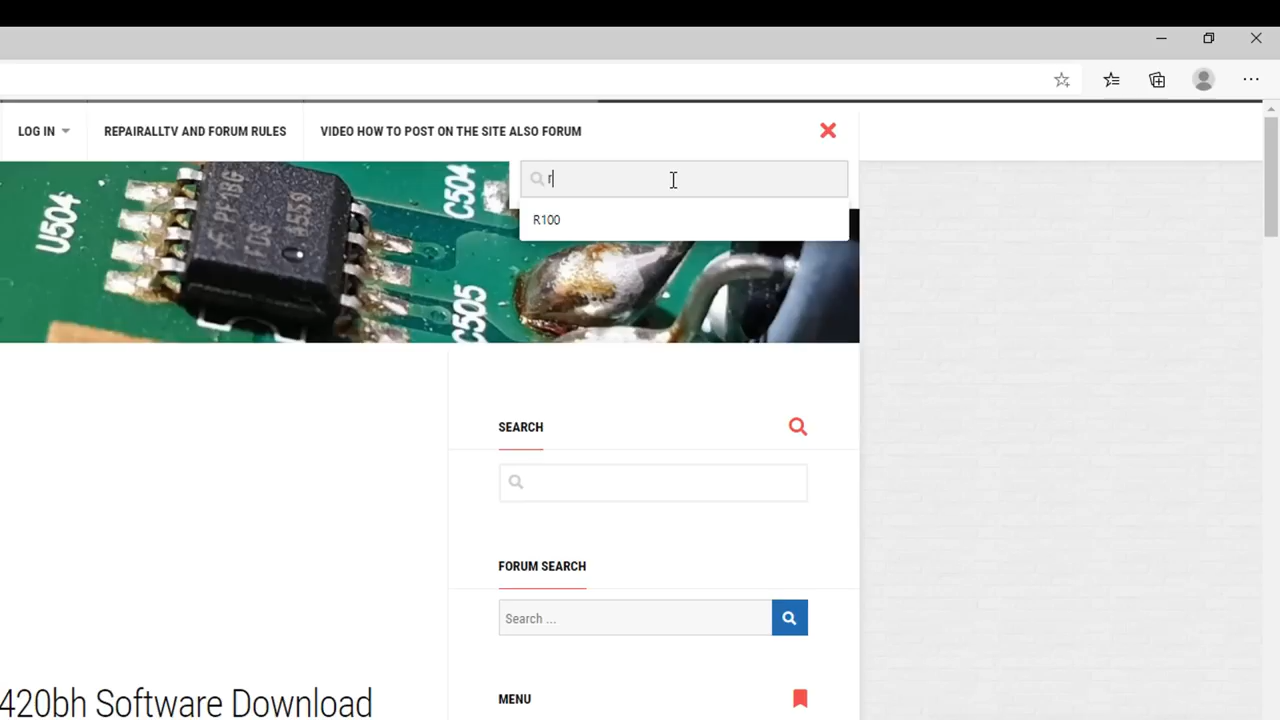 LOG IN
REPAIRALLTV AND FORUM RULES
VIDEO HOW TO POST ON THE SITE ALSO FORUM
r
R100
U504
C504
C505
SEARCH
FORUM SEARCH
Search ...
MENU
420bh Software Download